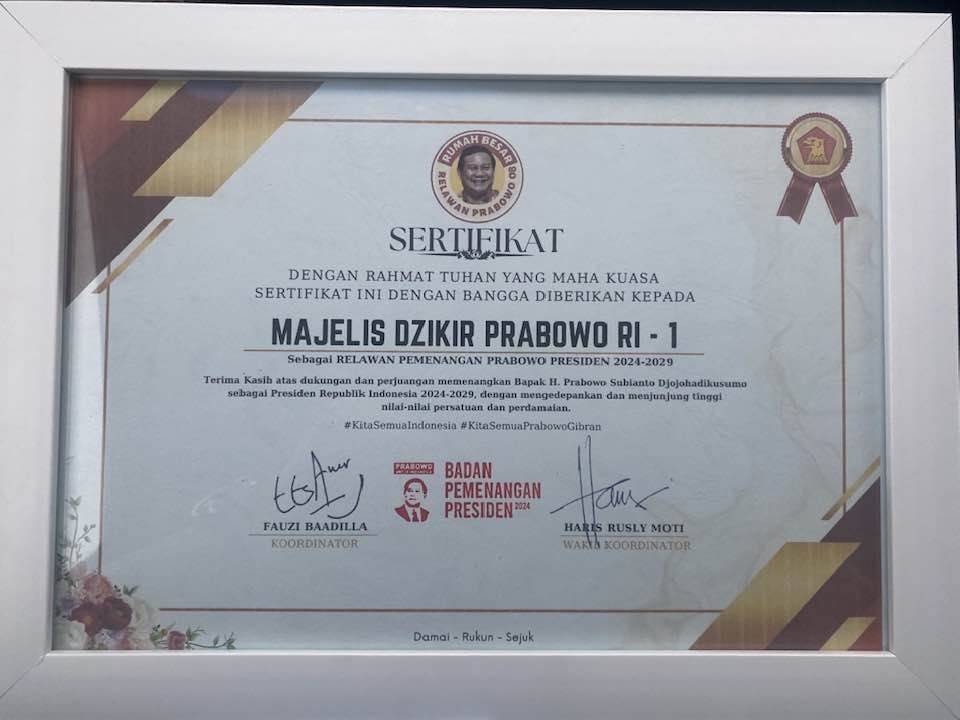 RUMAH BESAR
RELAWAN PRABOWO 08
SERTIFIKAT
DENGAN RAHMAT TUHAN YANG MAHA KUASA
SERTIFIKAT INI DENGAN BANGGA DIBERIKAN KEPADA
MAJELIS DZIKIR PRABOWO RI - 1
Sebagai RELAWAN PEMENANGAN PRABOWO PRESIDEN 2024-2029
Terima Kasih atas dukungan dan perjuangan memenangkan Bapak H. Prabowo Subianto Djojohadikusumo
sebagai Presiden Republik Indonesia 2024-2029, dengan mengedepankan dan menjunjung tinggi
nilai-nilai persatuan dan perdamaian.
#KitaSemuaIndonesia #KitaSemuaPrabowoGibran
PRABOWO
BADAN
PEMENANGAN
PRESIDEN 2024
FAUZI BAADILLA
KOORDINATOR
HARIS RUSLY MOTI
WAKIL KOORDINATOR
Damai - Rukun - Sejuk